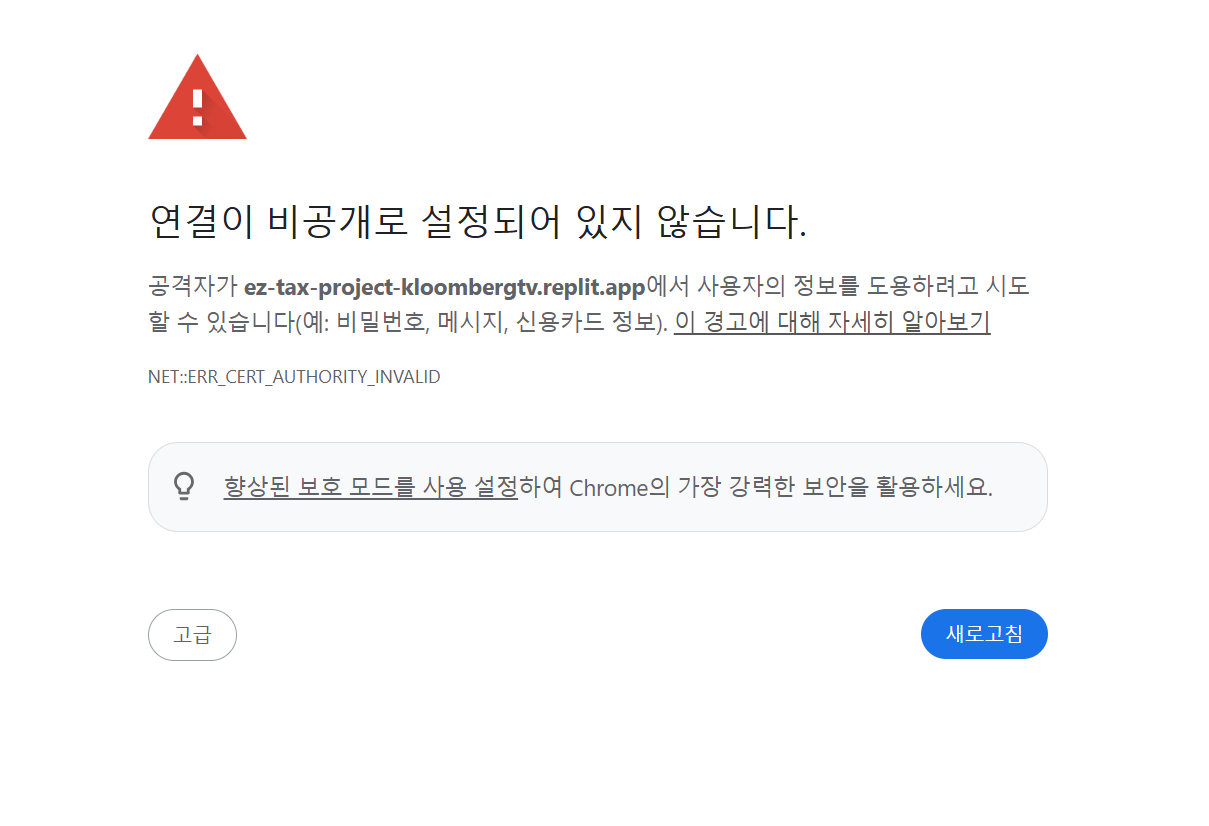 연결이 비공개로 설정되어 있지 않습니다.
공격자가 ez-tax-project-kloombergtv.replit.app에서 사용자의 정보를 도용하려고 시도
할 수 있습니다(예: 비밀번호, 메시지, 신용카드 정보). 이 경고에 대해 자세히 알아보기
NET::ERR_CERT_AUTHORITY_INVALID
향상된 보호 모드를 사용 설정하여 Chrome의 가장 강력한 보안을 활용하세요.
고급
새로고침